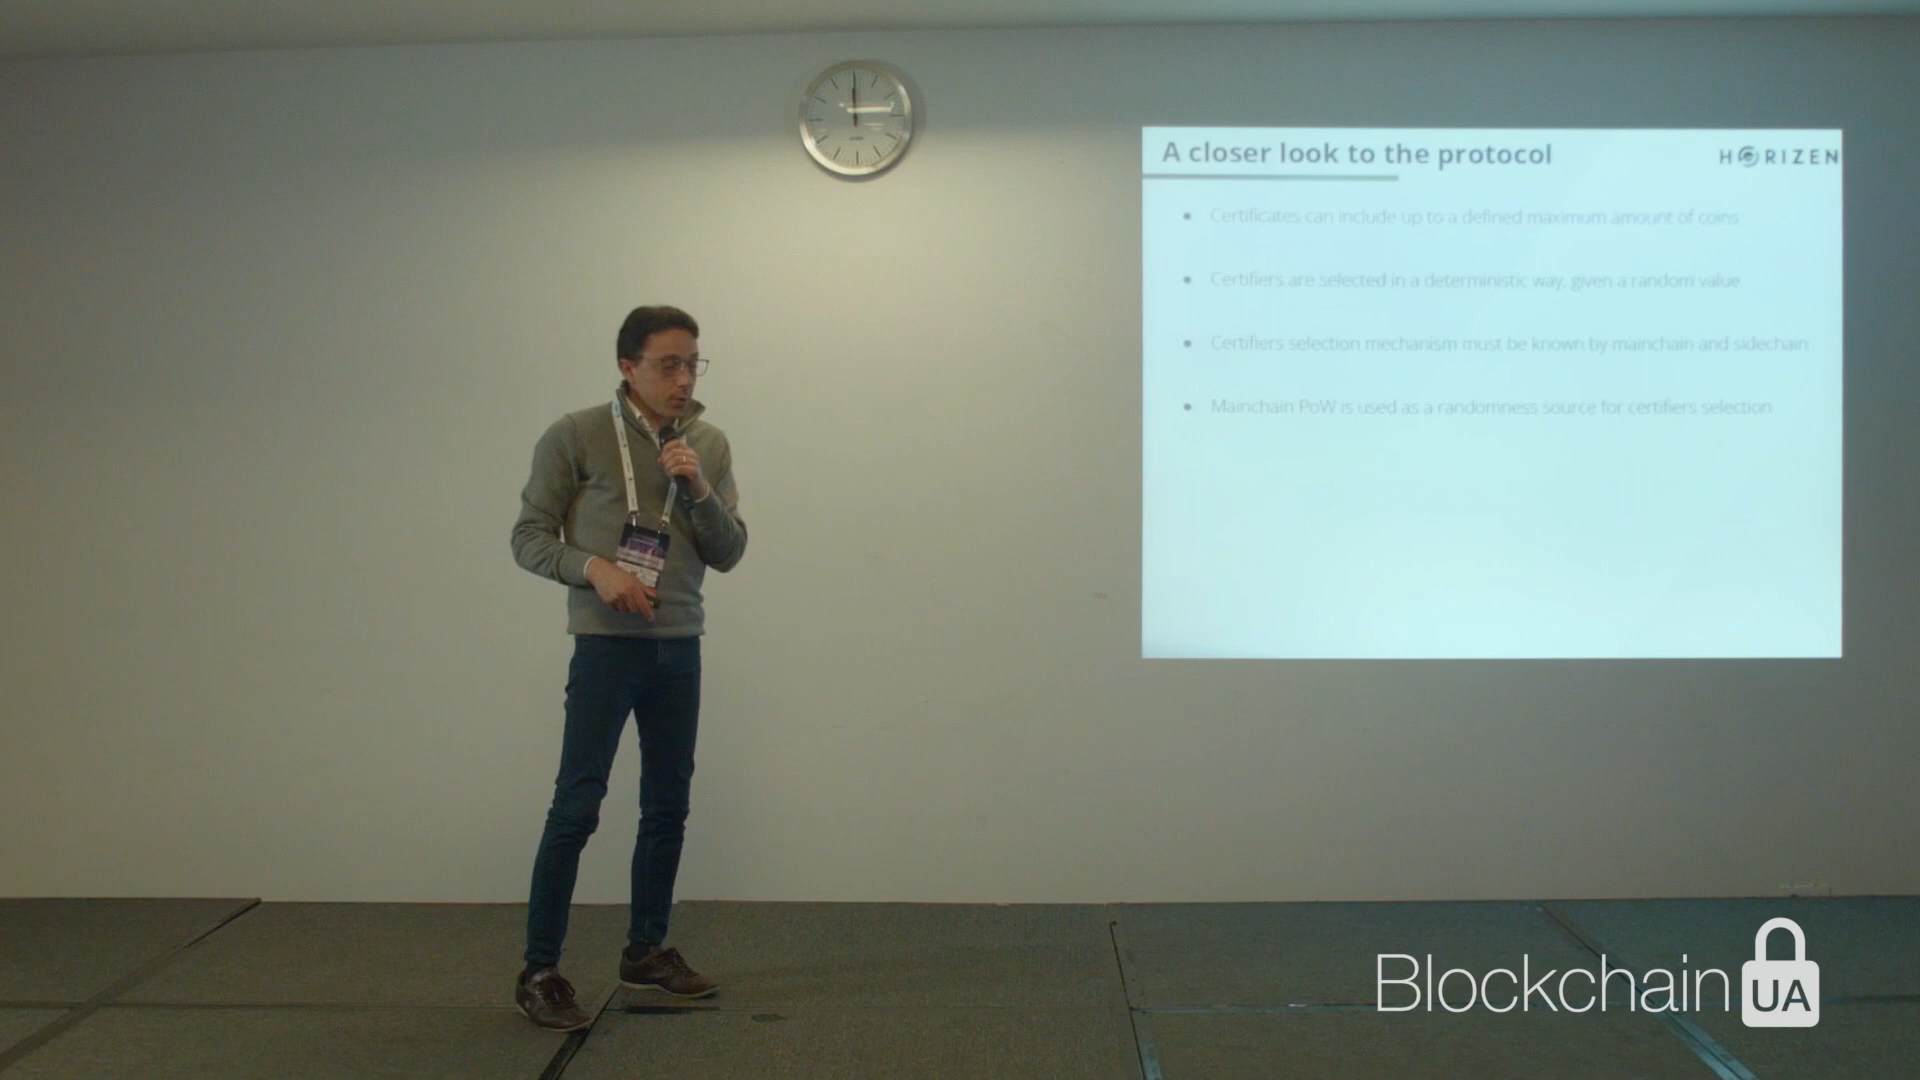 A closer look to the protocol
HORIZEN
Certificates can include up to a defined maximum amount of coins
Certifiers are selected in a deterministic way, given a random value
Certifiers selection mechanism must be known by mainchain and sidechain
Mainchain PoW is used as a randomness source for certifiers selection
Blockchain UA